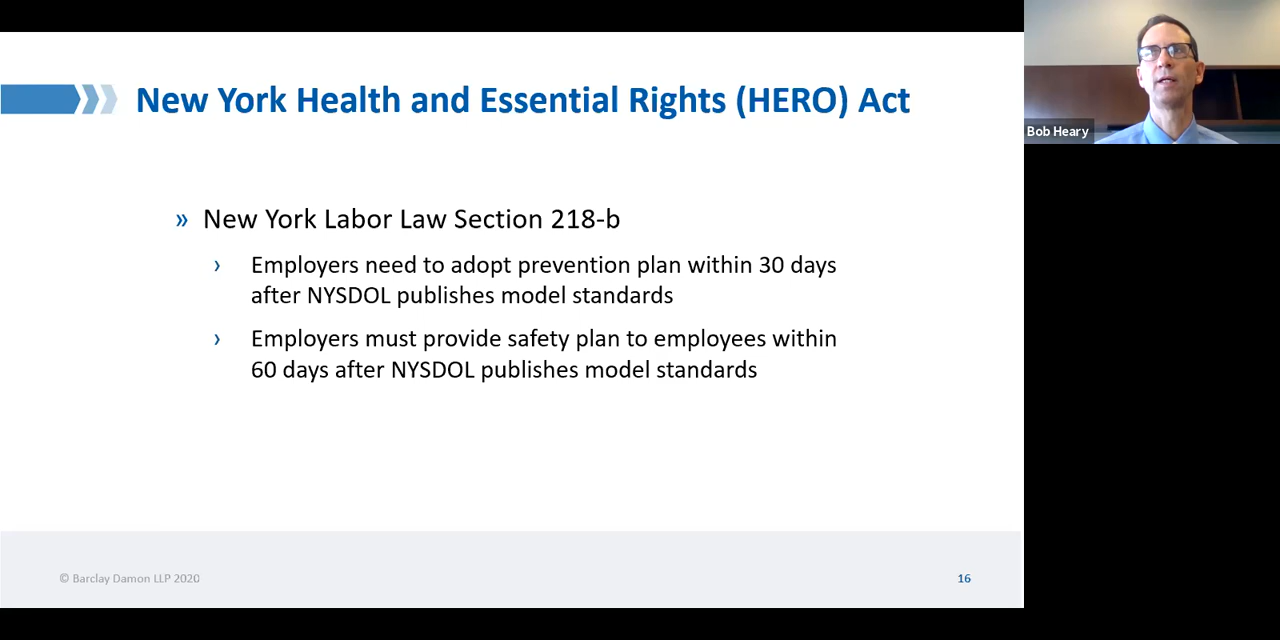 New York Health and Essential Rights (HERO) Act
Bob Heary
» New York Labor Law Section 218-b
› Employers need to adopt prevention plan within 30 days
after NYSDOL publishes model standards
› Employers must provide safety plan to employees within
60 days after NYSDOL publishes model standards
© Barclay Damon LLP 2020
16